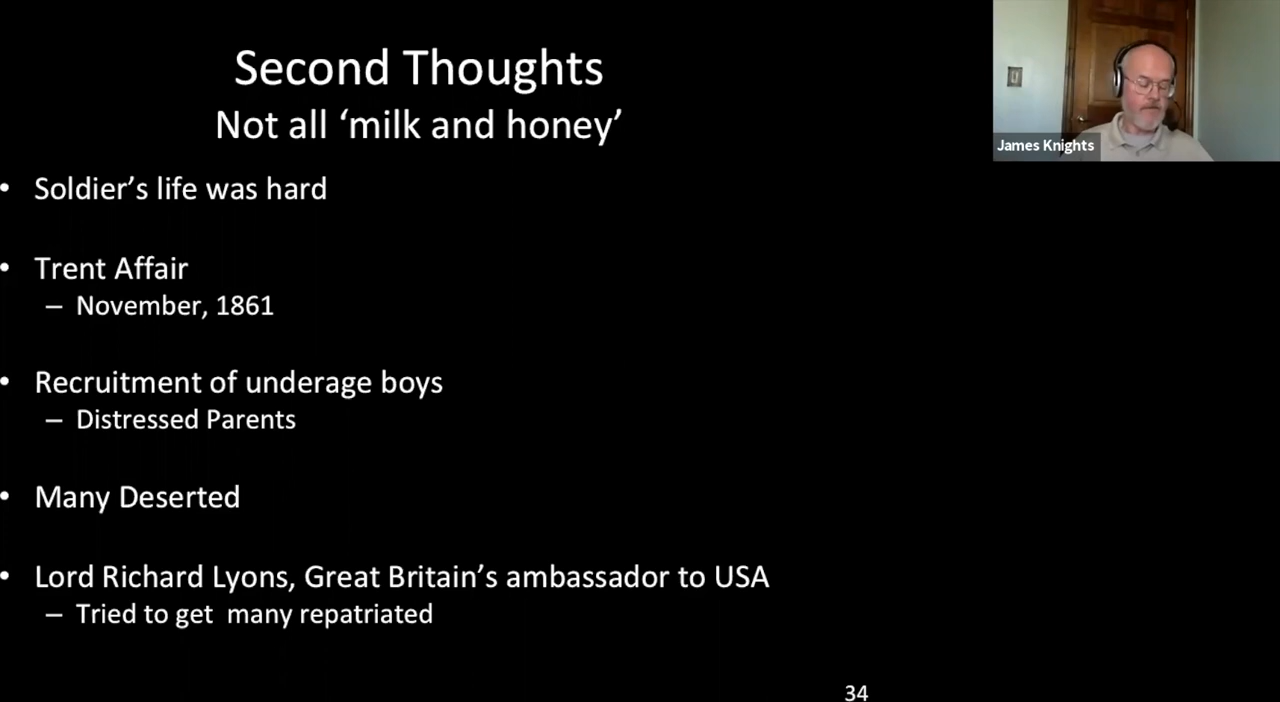 Second Thoughts
Not all ‘milk and honey’
James Knights
• Soldier’s life was hard
• Trent Affair
– November, 1861
• Recruitment of underage boys
– Distressed Parents
• Many Deserted
• Lord Richard Lyons, Great Britain’s ambassador to USA
– Tried to get  many repatriated
34